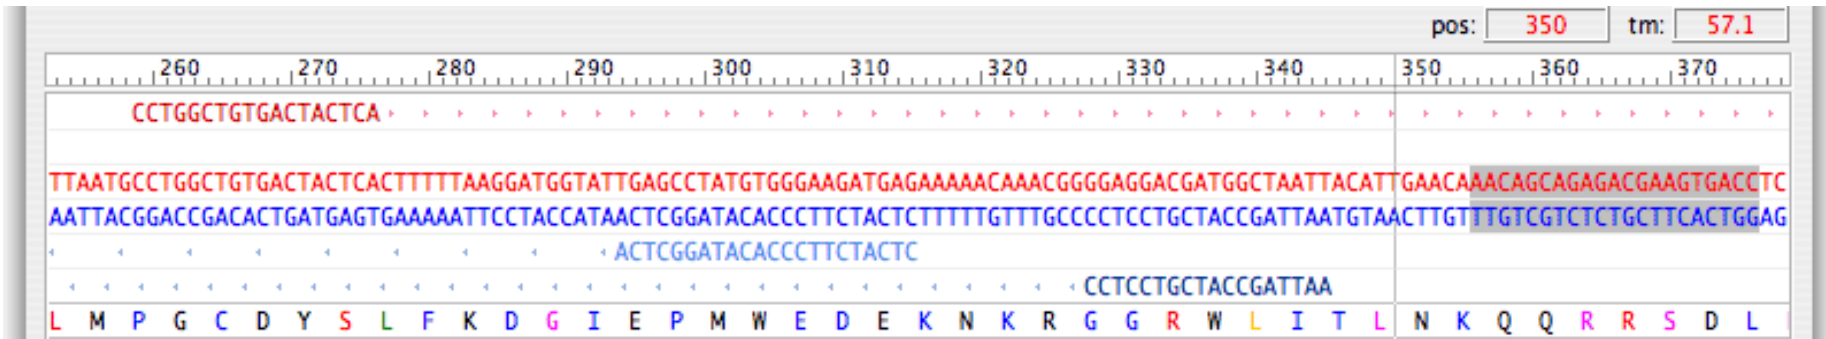 pos: 350 tm: 57.1
260 270 280 290 300 310 320 330 340 350 360 370
CCTGGCTGTGACTACTCA
TTAATGCCTGGCTGTGACTACTCACTTTTTAAGGATGGTATTGAGCCTATGTGGGAAGATGAGAAAAACAAACGGGGAGGACGATGGCTAATTACATTGAACAAACAGCAGAGACGAAGTGACCTC
AATTACGGACCGACACTGATGAGTGAAAAATTCCTACCATAACTCGGATACACCCTTCTACTCTTTTTGTTTGCCCCTCCTGCTACCGATTAATGTAACTTGTTTGTCGTCTCTGCTTCACTGGAG
ACTCGGATACACCCTTCTACTC
CCTCCTGCTACCGATTAA
L M P G C D Y S L F K D G I E P M W E D E K N K R G G R W L I T L N K Q Q R R S D L